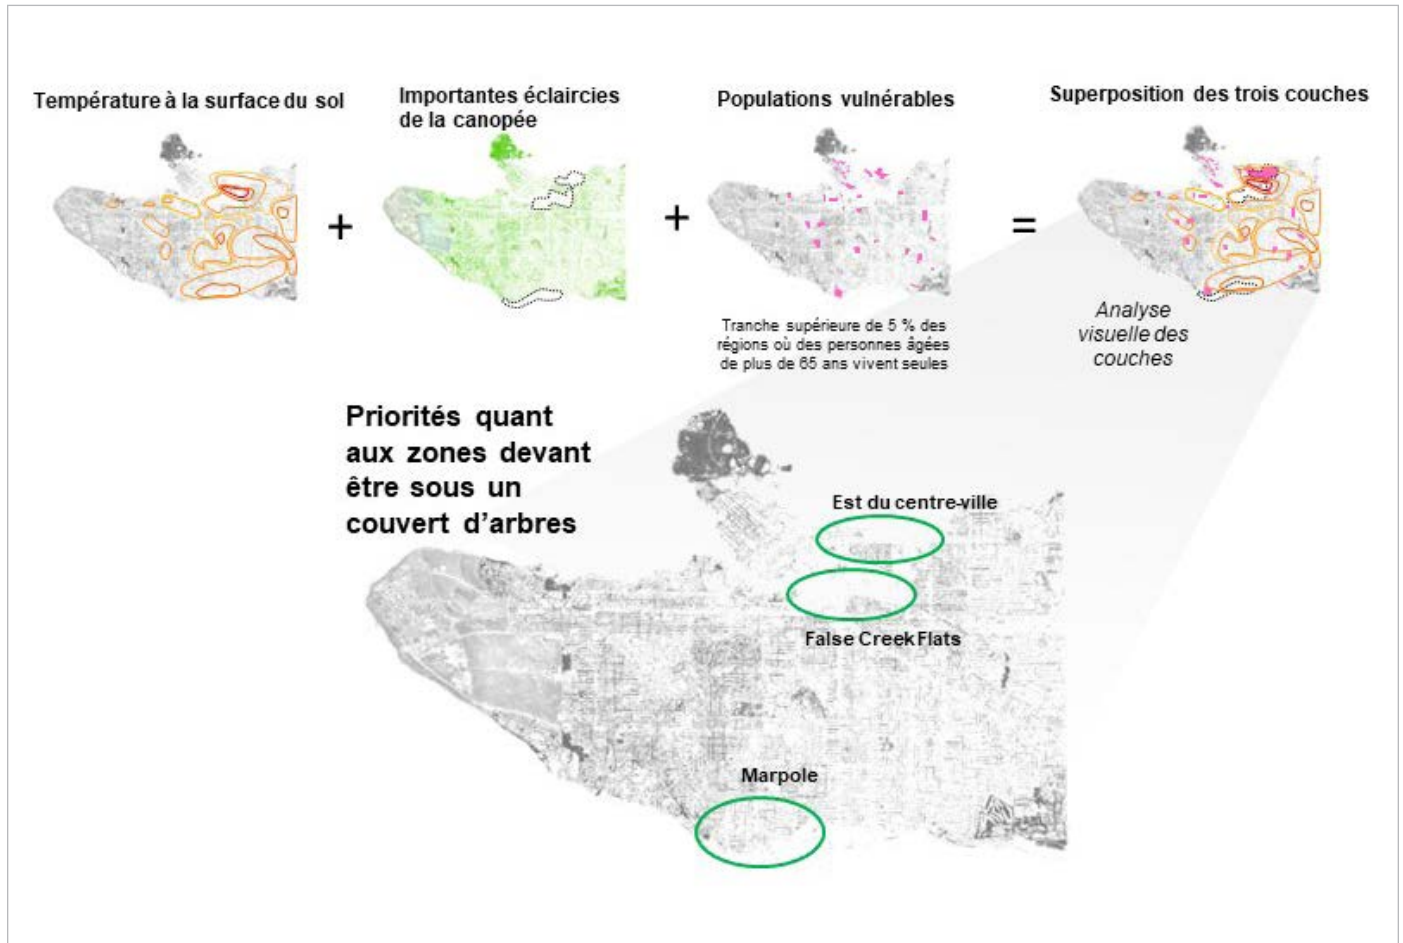 Température à la surface du sol
Importantes éclaircies
de la canopée
Populations vulnérables
Superposition des trois couches
+
+
=
Tranche supérieure de 5 % des
régions où des personnes âgées
de plus de 65 ans vivent seules
Analyse
visuelle des
couches
Priorités quant
aux zones devant
être sous un
couvert d'arbres
Est du centre-ville
False Creek Flats
Marpole